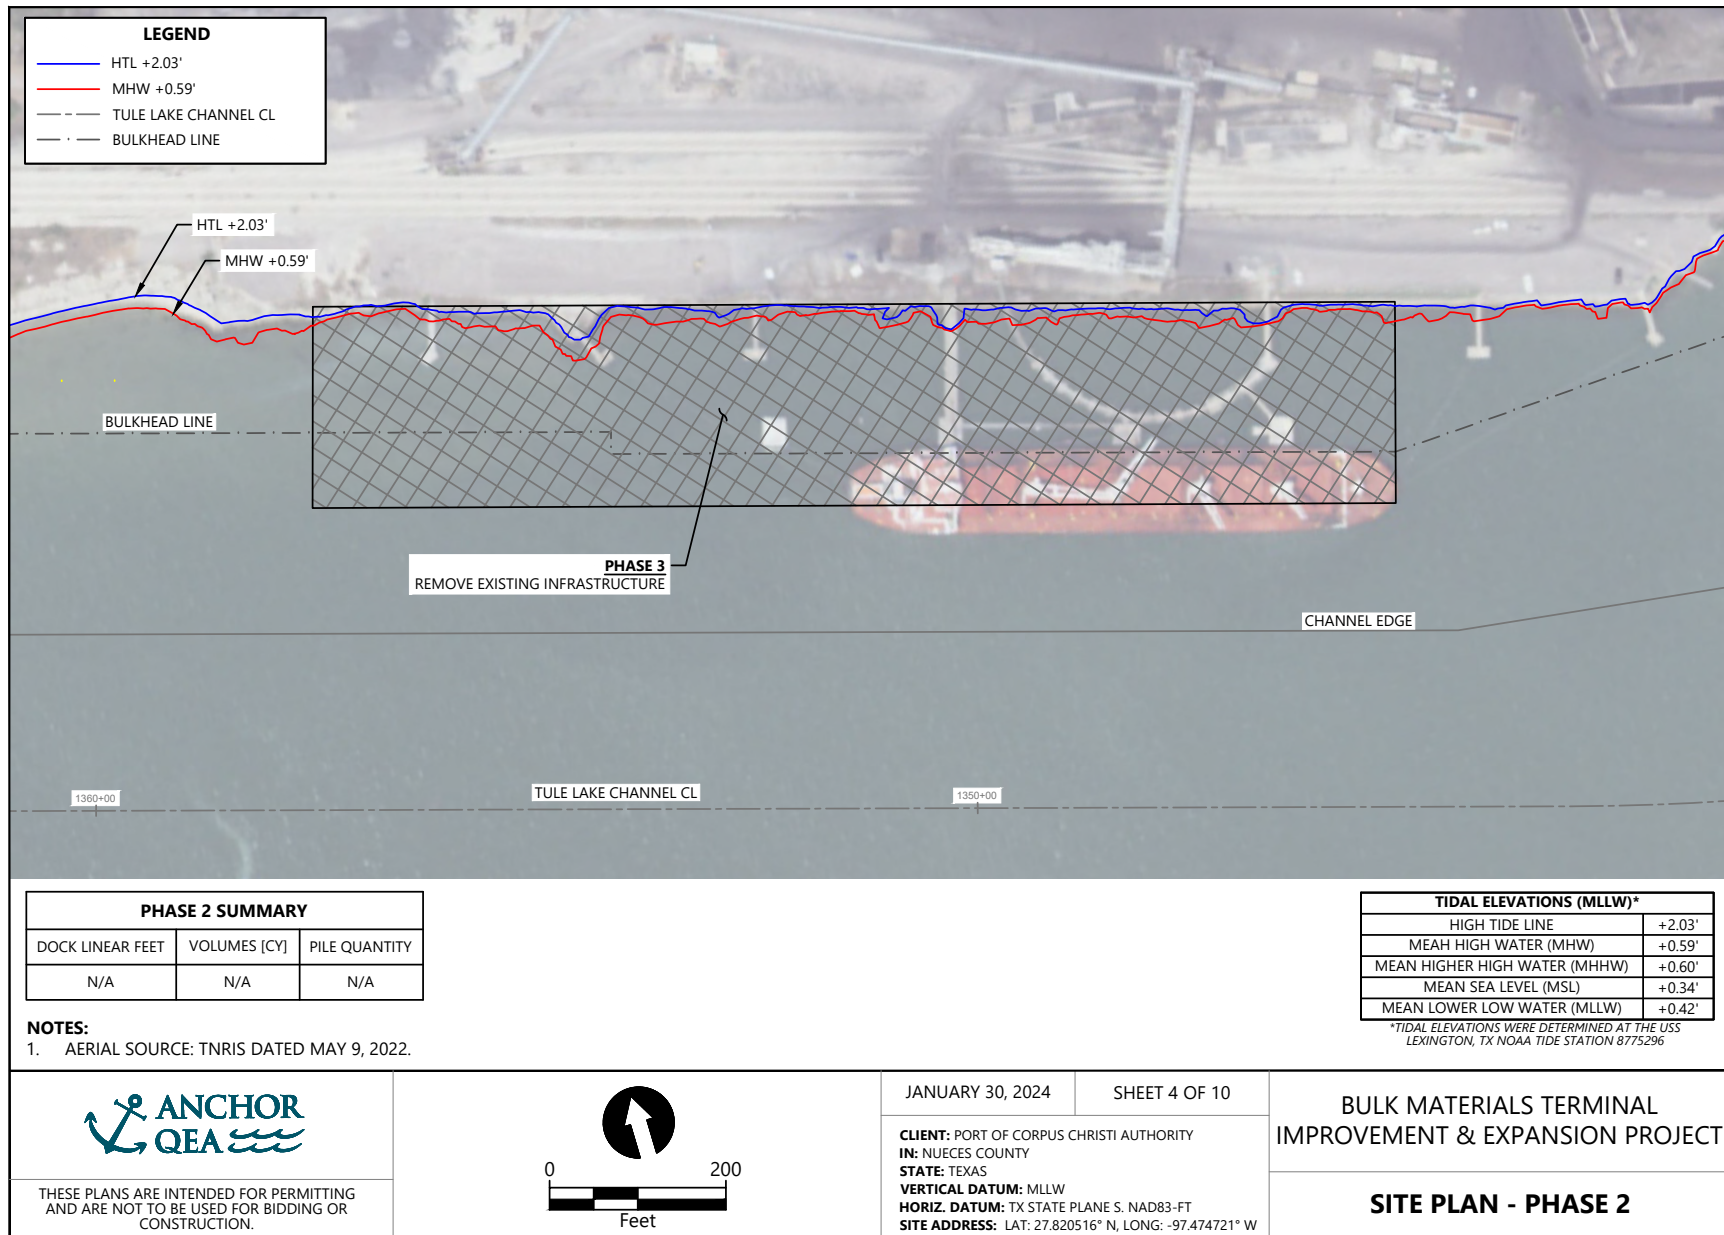 LEGEND
HTL +2.03'
MHW +0.59'
TULE LAKE CHANNEL CL
BULKHEAD LINE
HTL +2.03'
MHW +0.59'
BULKHEAD LINE
PHASE 3
REMOVE EXISTING INFRASTRUCTURE
CHANNEL EDGE
1360+00
TULE LAKE CHANNEL CL
1350+00
PHASE 2 SUMMARY
DOCK LINEAR FEET VOLUMES [CY] PILE QUANTITY
N/A N/A N/A
NOTES:
1. AERIAL SOURCE: TNRIS DATED MAY 9, 2022.
TIDAL ELEVATIONS (MLLW)*
HIGH TIDE LINE +2.03'
MEAH HIGH WATER (MHW) +0.59'
MEAN HIGHER HIGH WATER (MHHW) +0.60'
MEAN SEA LEVEL (MSL) +0.34'
MEAN LOWER LOW WATER (MLLW) +0.42'
*TIDAL ELEVATIONS WERE DETERMINED AT THE USS
LEXINGTON, TX NOAA TIDE STATION 8775296
ANCHOR
QEA
THESE PLANS ARE INTENDED FOR PERMITTING
AND ARE NOT TO BE USED FOR BIDDING OR
CONSTRUCTION.
0 200
Feet
JANUARY 30, 2024 SHEET 4 OF 10
CLIENT: PORT OF CORPUS CHRISTI AUTHORITY
IN: NUECES COUNTY
STATE: TEXAS
VERTICAL DATUM: MLLW
HORIZ. DATUM: TX STATE PLANE S. NAD83-FT
SITE ADDRESS: LAT: 27.820516° N, LONG: -97.474721° W
BULK MATERIALS TERMINAL
IMPROVEMENT & EXPANSION PROJECT
SITE PLAN - PHASE 2